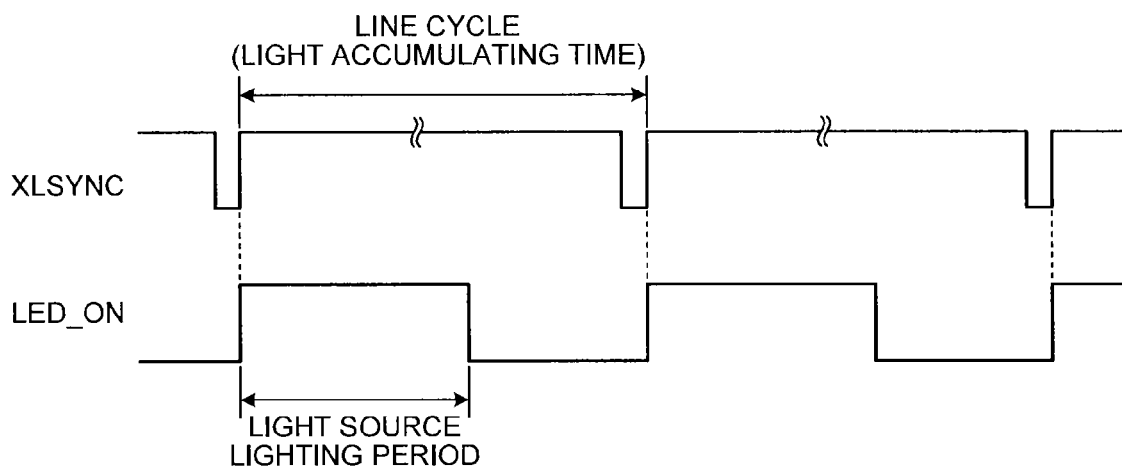 LINE CYCLE
(LIGHT ACCUMULATING TIME)
XLSYNC
LED_ON
LIGHT SOURCE
LIGHTING PERIOD